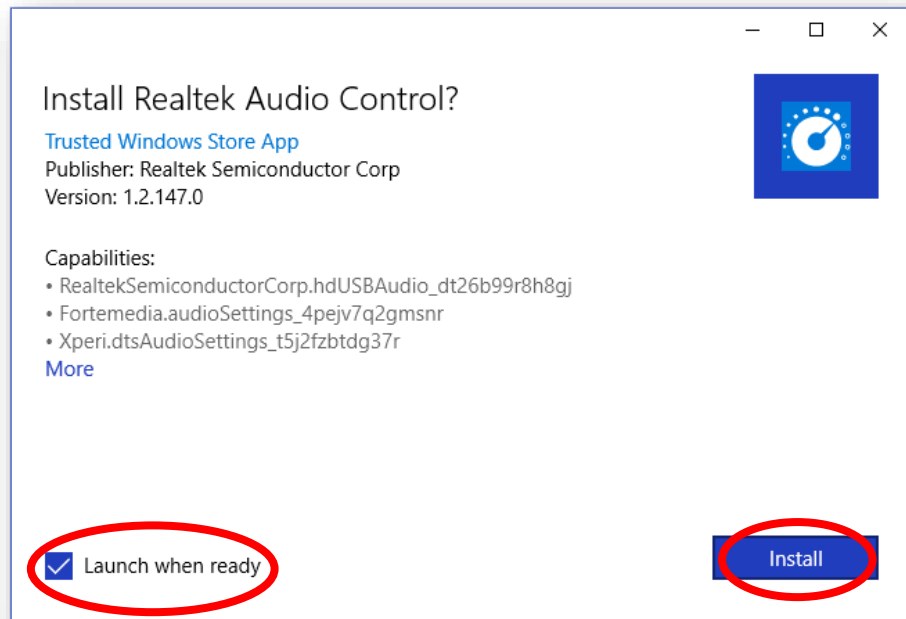 Install Realtek Audio Control?
Trusted Windows Store App
Publisher: Realtek Semiconductor Corp
Version: 1.2.147.0
Capabilities:
• RealtekSemiconductorCorp.hdUSBAudio_dt26b99r8h8gj
• Fortemedia.audioSettings_4pejv7q2gmsnr
• Xperi.dtsAudioSettings_t5j2fzbtdg37r
More
Launch when ready
Install